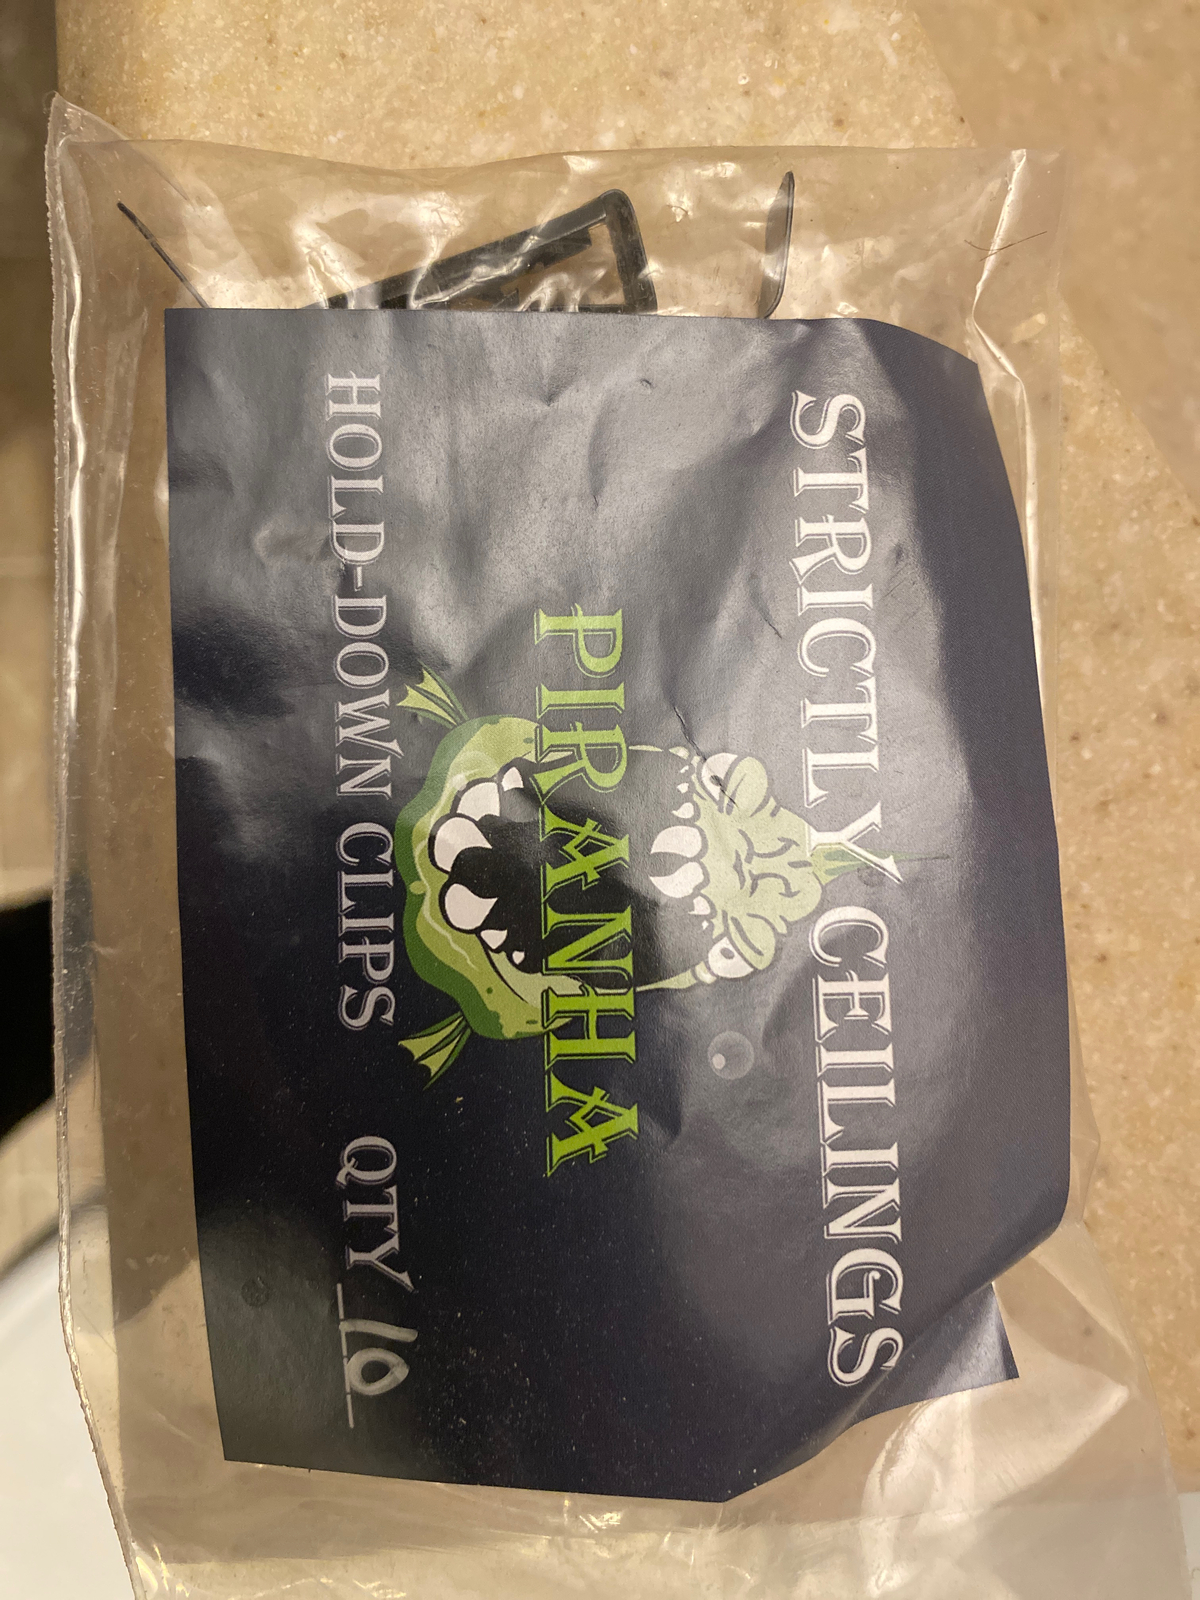 STRICTLY CEILINGS
PIRANHA
HOLD-DOWN CLIPS QTY 10